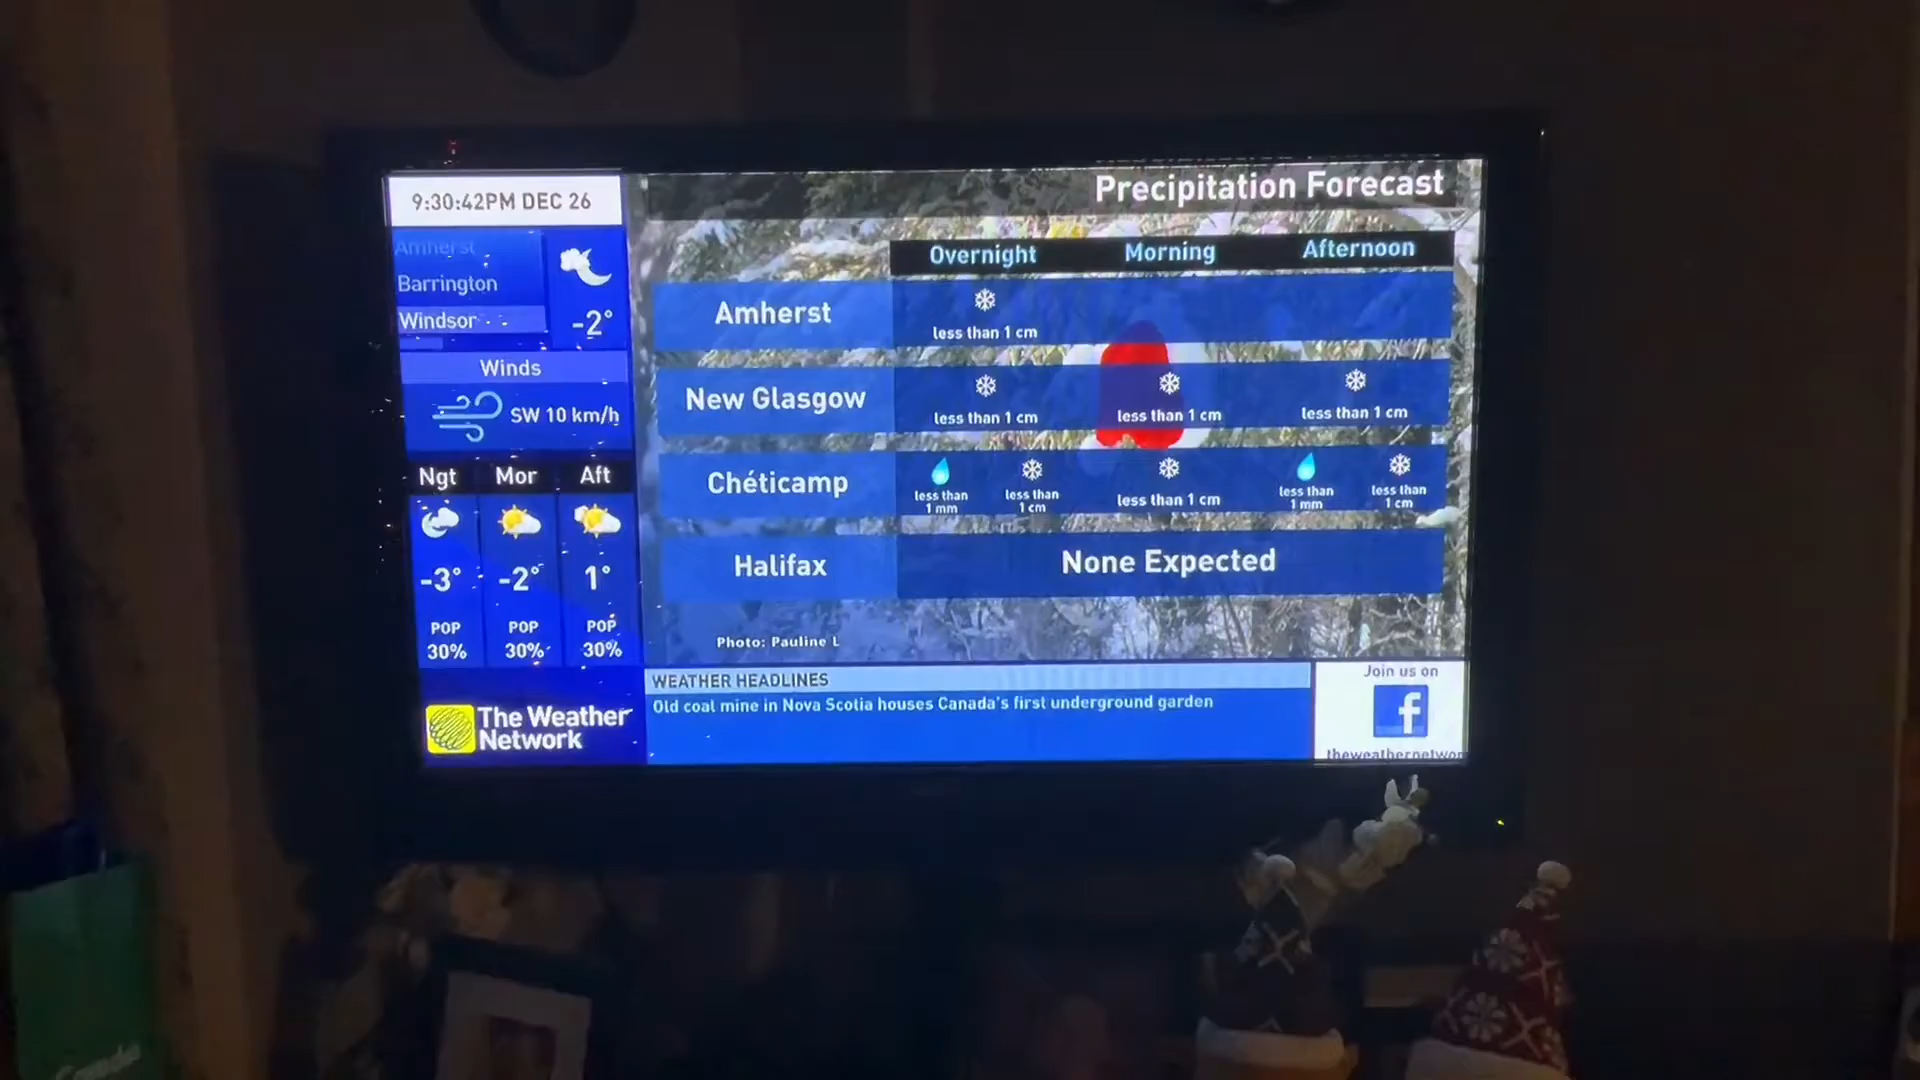 9:30:42PM DEC 26
Amherst
Barrington
Windsor
-2°
Winds
SW 10 km/h
Ngt Mor Aft
-3° -2° 1°
POP POP POP
30% 30% 30%
The Weather
Network
Precipitation Forecast
Overnight Morning Afternoon
Amherst
less than 1 cm
New Glasgow
less than 1 cm less than 1 cm less than 1 cm
Chéticamp
less than less than less than 1 cm less than less than
1 mm 1 cm 1 mm 1 cm
Halifax None Expected
Photo: Pauline L
WEATHER HEADLINES
Old coal mine in Nova Scotia houses Canada's first underground garden
Join us on
f
theweathernetwor